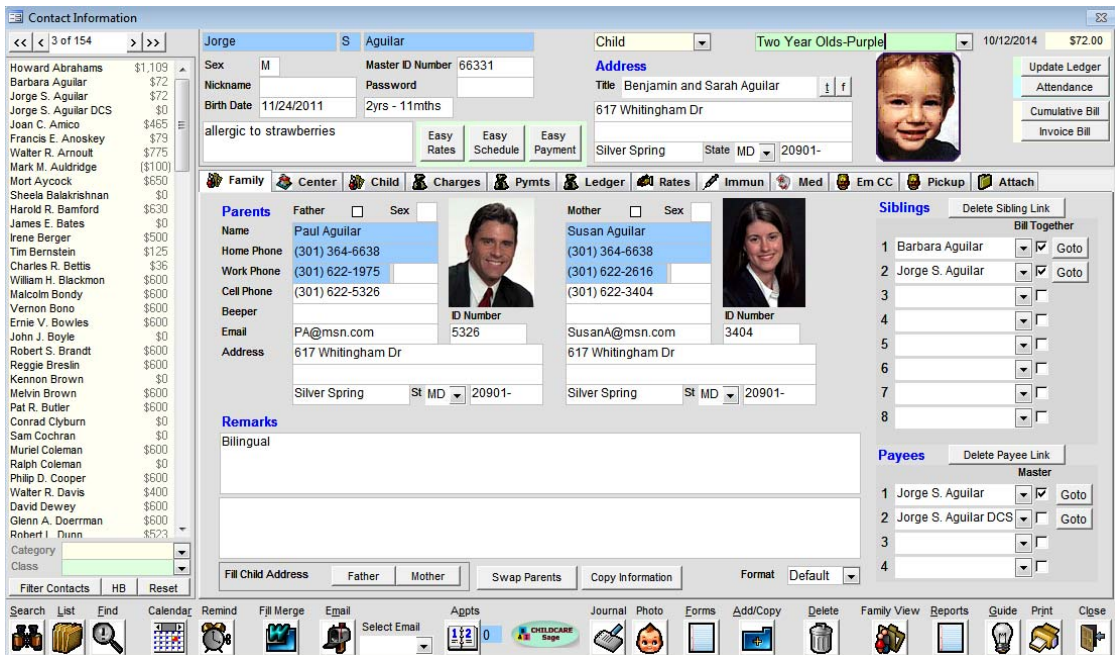 Contact Information
<< < 3 of 154 > >>
Jorge S Aguilar
Child
Two Year Olds-Purple
10/12/2014 $72.00
Sex M Master ID Number 66331
Nickname Password
Birth Date 11/24/2011 2yrs - 11mths
allergic to strawberries
Easy Rates
Easy Schedule
Easy Payment
Address
Title Benjamin and Sarah Aguilar t f
617 Whitingham Dr
Silver Spring State MD 20901-
Update Ledger
Attendance
Cumulative Bill
Invoice Bill
Howard Abrahams $1,109
Barbara Aguilar $72
Jorge S. Aguilar $72
Jorge S. Aguilar DCS $0
Joan C. Amico $465
Francis E. Anoskey $79
Walter R. Arnoult $775
Mark M. Auldridge ($100)
Mort Aycock $650
Sheela Balakrishnan $0
Harold R. Bamford $630
James E. Bates $0
Irene Berger $500
Tim Bernstein $125
Charles R. Bettis $36
William H. Blackmon $600
Malcolm Bondy $600
Vernon Bono $600
Ernie V. Bowles $600
John J. Boyle $0
Robert S. Brandt $600
Reggie Breslin $600
Kennon Brown $0
Melvin Brown $600
Pat R. Butler $600
Conrad Clyburn $0
Sam Cochran $0
Muriel Coleman $600
Ralph Coleman $0
Philip D. Cooper $600
Walter R. Davis $400
David Dewey $600
Glenn A. Doerrman $600
Robert L. Dunn $523
Category
Class
Filter Contacts HB Reset
Family Center Child Charges Pymts Ledger Rates Immun Med Em CC Pickup Attach
Parents Father Sex Mother Sex
Name Paul Aguilar Susan Aguilar
Home Phone (301) 364-6638 (301) 364-6638
Work Phone (301) 622-1975 (301) 622-2616
Cell Phone (301) 622-5326 (301) 622-3404
Beeper ID Number ID Number
Email PA@msn.com 5326 SusanA@msn.com 3404
Address 617 Whitingham Dr 617 Whitingham Dr
Silver Spring St MD 20901- Silver Spring St MD 20901-
Remarks
Bilingual
Fill Child Address Father Mother Swap Parents Copy Information Format Default
Siblings Delete Sibling Link
Bill Together
1 Barbara Aguilar Goto
2 Jorge S. Aguilar Goto
3
4
5
6
7
8
Payees Delete Payee Link
Master
1 Jorge S. Aguilar Goto
2 Jorge S. Aguilar DCS Goto
3
4
Search List Find Calendar Remind Fill Merge Email Appts Journal Photo Forms Add/Copy Delete Family View Reports Guide Print Close
Select Email
1 2 0
CHILDCARE
Sage